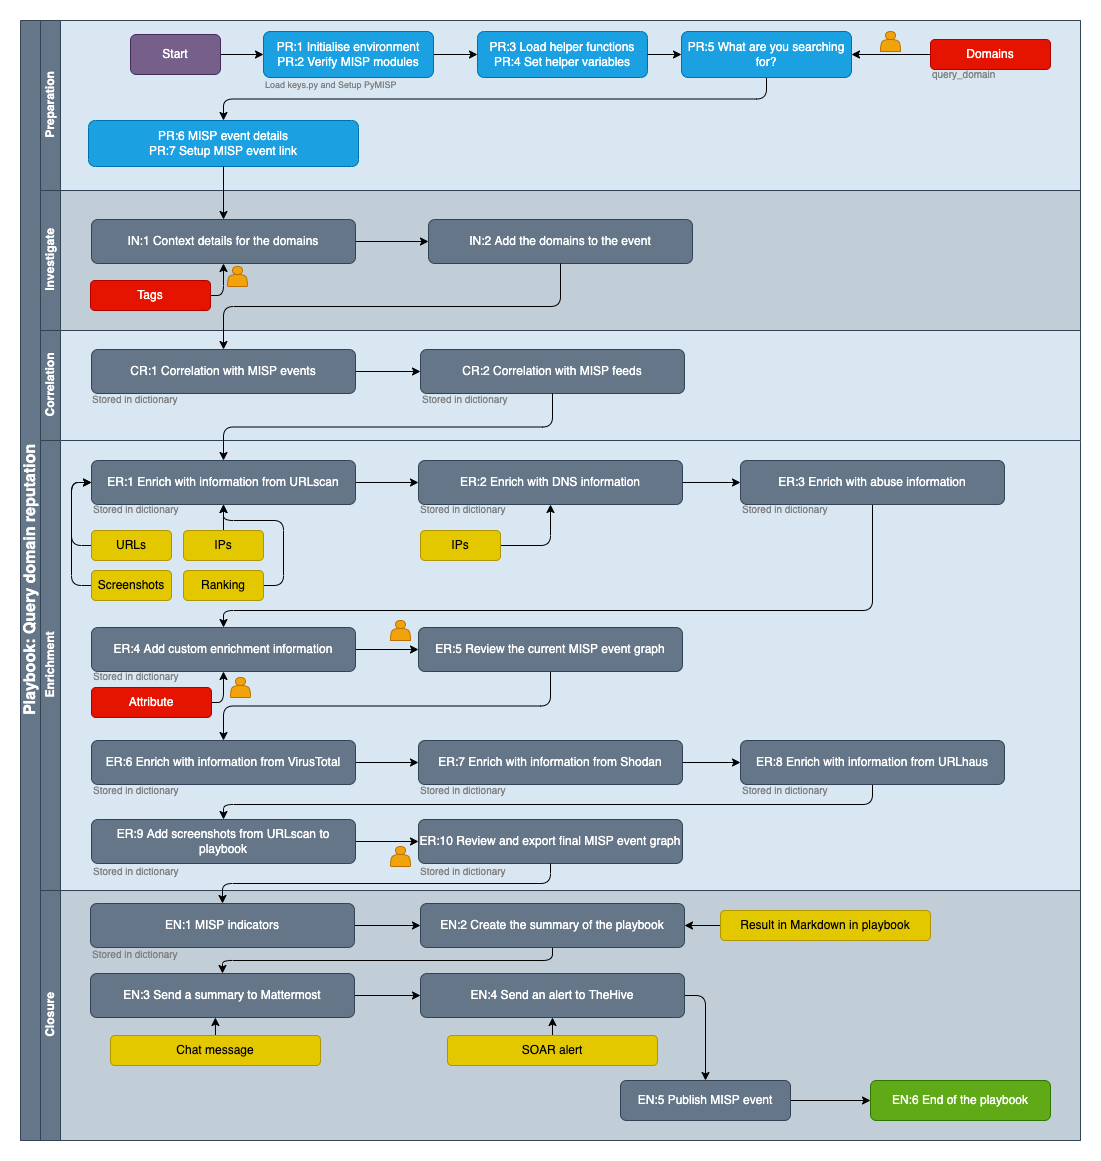 Playbook: Query domain reputation
Preparation
Start
PR:1 Initialise environment
PR:2 Verify MISP modules
Load keys.py and Setup PyMISP
PR:3 Load helper functions
PR:4 Set helper variables
PR:5 What are you searching
for?
Domains
query_domain
PR:6 MISP event details
PR:7 Setup MISP event link
Investigate
IN:1 Context details for the domains
IN:2 Add the domains to the event
Tags
Correlation
CR:1 Correlation with MISP events
Stored in dictionary
CR:2 Correlation with MISP feeds
Stored in dictionary
Enrichment
ER:1 Enrich with information from URLscan
Stored in dictionary
ER:2 Enrich with DNS information
Stored in dictionary
ER:3 Enrich with abuse information
Stored in dictionary
URLs
IPs
IPs
Screenshots
Ranking
ER:4 Add custom enrichment information
Stored in dictionary
ER:5 Review the current MISP event graph
Attribute
ER:6 Enrich with information from VirusTotal
Stored in dictionary
ER:7 Enrich with information from Shodan
Stored in dictionary
ER:8 Enrich with information from URLhaus
Stored in dictionary
ER:9 Add screenshots from URLscan to
playbook
Stored in dictionary
ER:10 Review and export final MISP event graph
Stored in dictionary
Closure
EN:1 MISP indicators
Stored in dictionary
EN:2 Create the summary of the playbook
Result in Markdown in playbook
EN:3 Send a summary to Mattermost
EN:4 Send an alert to TheHive
Chat message
SOAR alert
EN:5 Publish MISP event
EN:6 End of the playbook